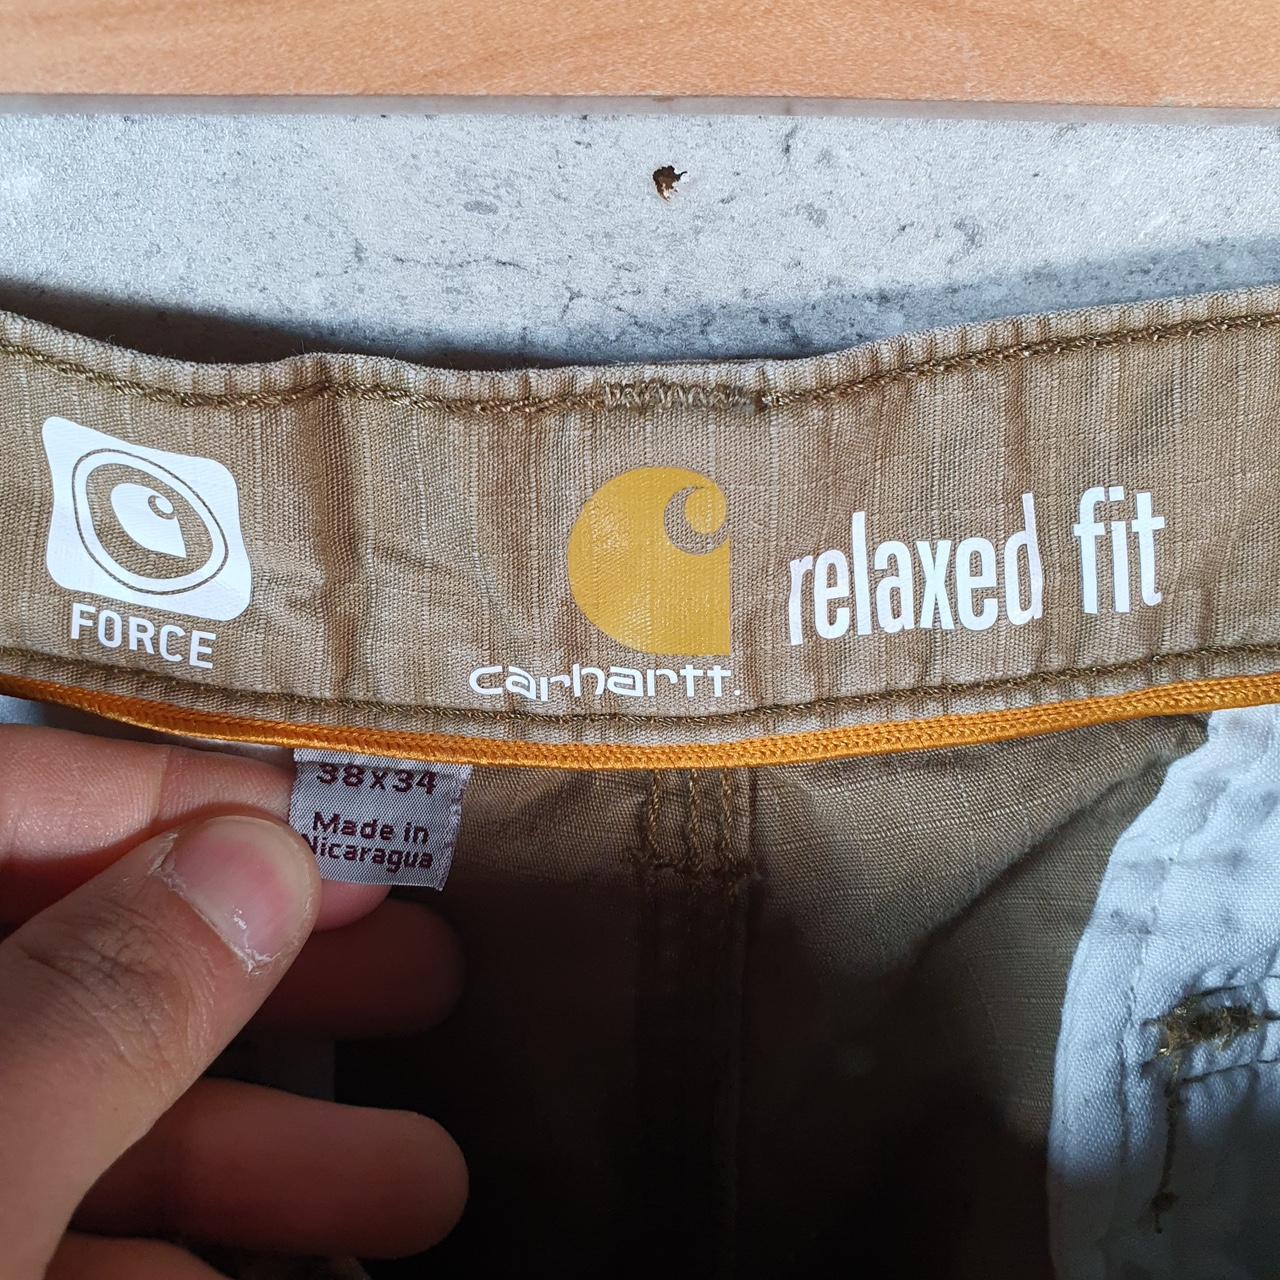 FORCE
carhartt.
relaxed fit
38x34
Made in
Nicaragua